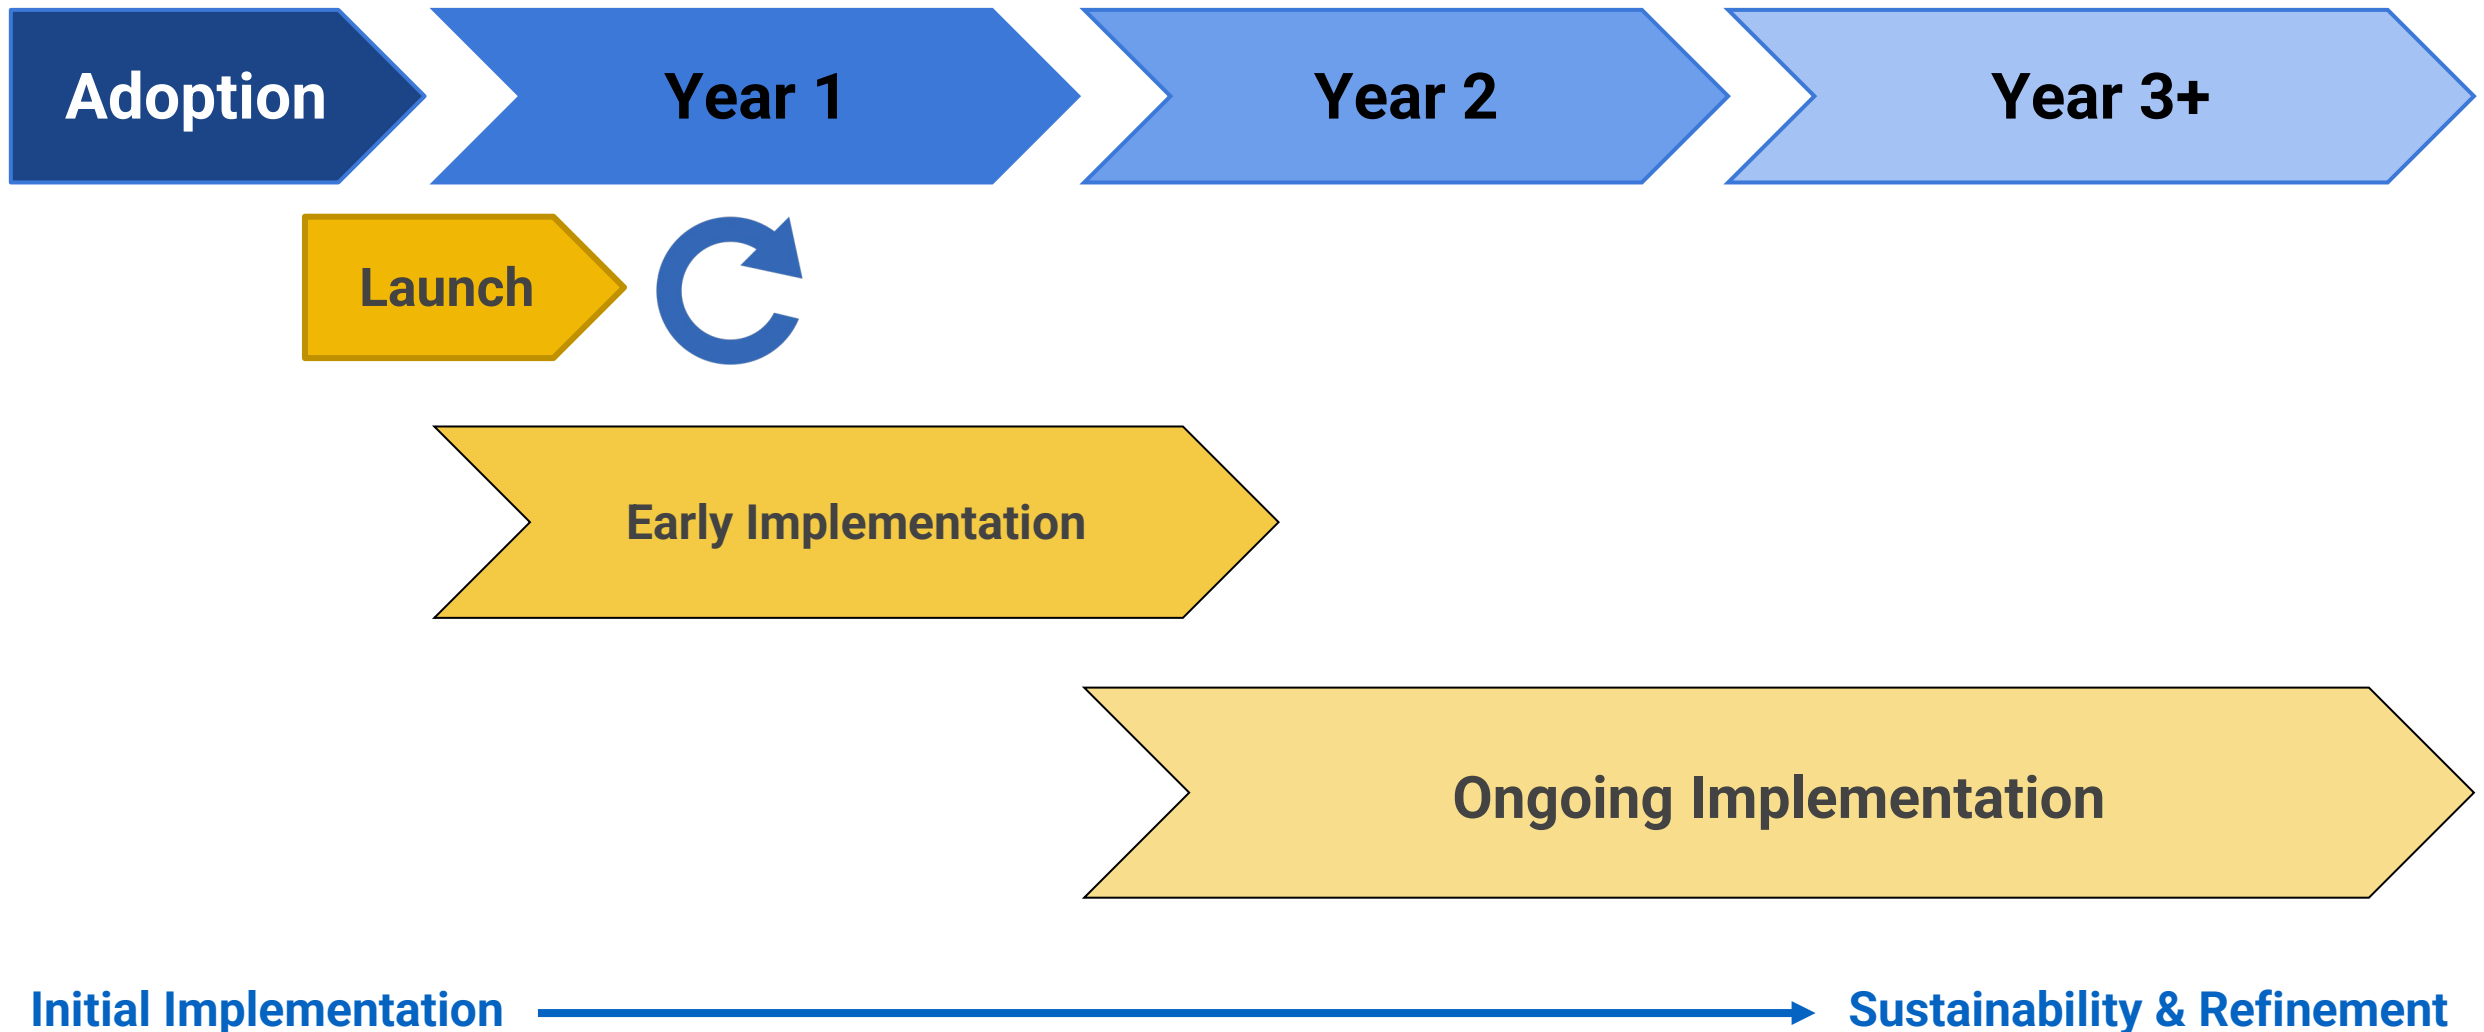 Adoption
Year 1
Year 2
Year 3+
Launch
Early Implementation
Ongoing Implementation
Initial Implementation
Sustainability & Refinement